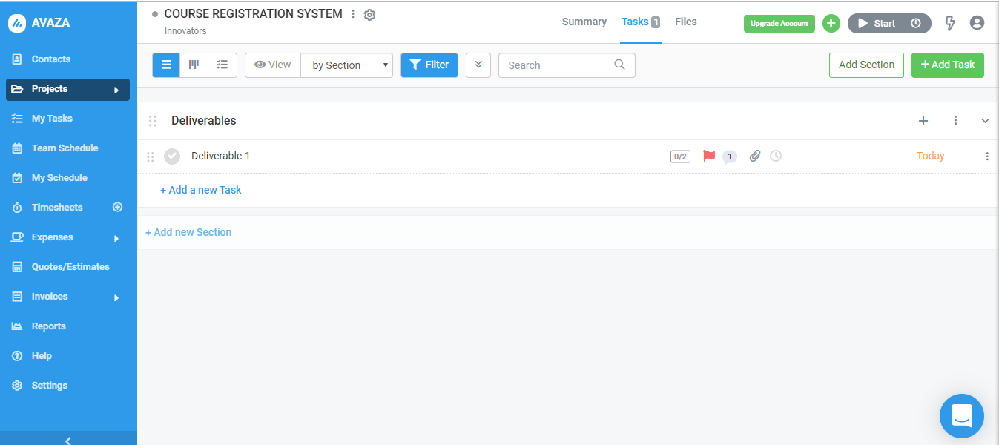 AVAZA
Contacts
Projects
My Tasks
Team Schedule
My Schedule
Timesheets
Expenses
Quotes/Estimates
Invoices
Reports
Help
Settings
COURSE REGISTRATION SYSTEM
Innovators
Summary
Tasks 1
Files
Upgrade Account
Start
View
by Section
Filter
Search
Add Section
Add Task
Deliverables
Deliverable-1
0/2
1
Today
+ Add a new Task
+ Add new Section